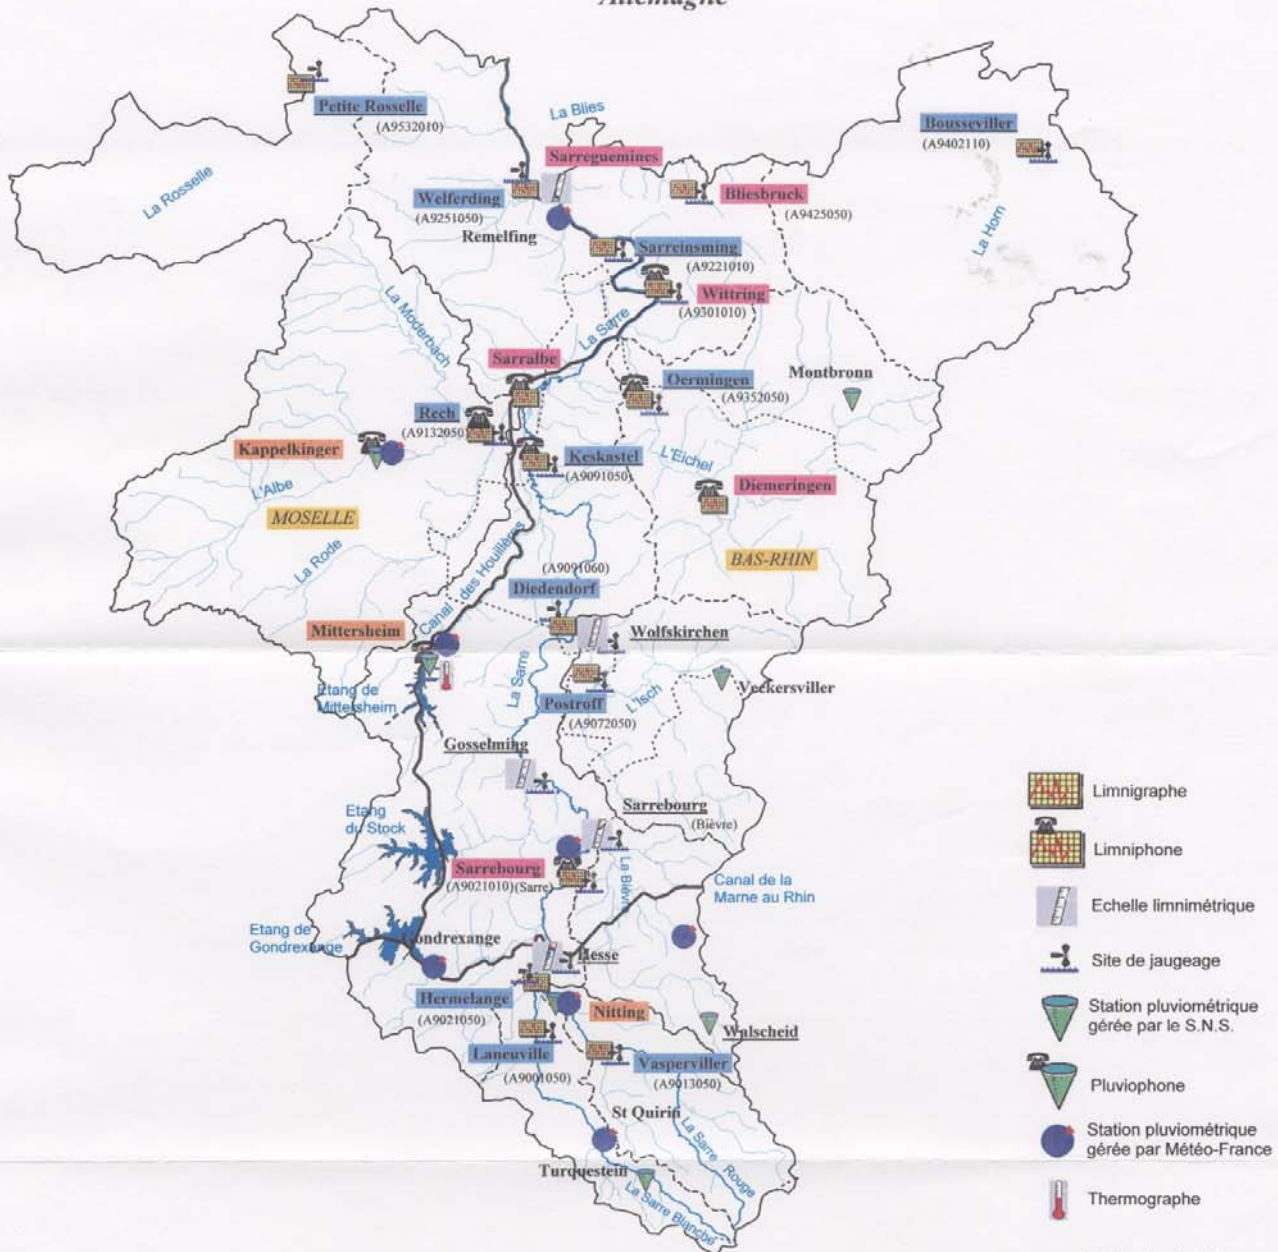 Allemagne
Petite Rosselle
(A9532010)
La Blies
Bousseviller
(A9402110)
La Rosselle
Sarreguemines
Welferding
(A9251050)
Bliesbruck
(A9425050)
Remelfing
La Horn
Sarreinsming
(A9221010)
Wittring
(A9301010)
La Moderbach
La Sarre
Sarralbe
Oermingen
(A9352050)
Montbronn
Rech
(A9132050)
Kappelkinger
Keskastel
(A9091050)
L'Eichel
Diemeringen
L'Albe
MOSELLE
La Rode
Canal des Houillères
(A9091060)
Diedendorf
BAS-RHIN
Mittersheim
Wolfskirchen
Etang de
Mittersheim
La Sarre
Postroff
(A9072050)
L'Isch
Veckersviller
Gosselming
Etang
du Stock
Sarrebourg
(Bièvre)
Sarrebourg
(A9021010)(Sarre)
La Bièvre
Canal de la
Marne au Rhin
Etang de
Gondrexange
Gondrexange
Hesse
Hermelange
(A9021050)
Nitting
Laneuville
(A9001050)
Walscheid
Vasperviller
(A9013050)
St Quirin
La Sarre Rouge
Turquestein
La Sarre Blanche
Limnigraphe
Limniphone
Echelle limnimétrique
Site de jaugeage
Station pluviométrique
gérée par le S.N.S.
Pluviophone
Station pluviométrique
gérée par Météo-France
Thermographe